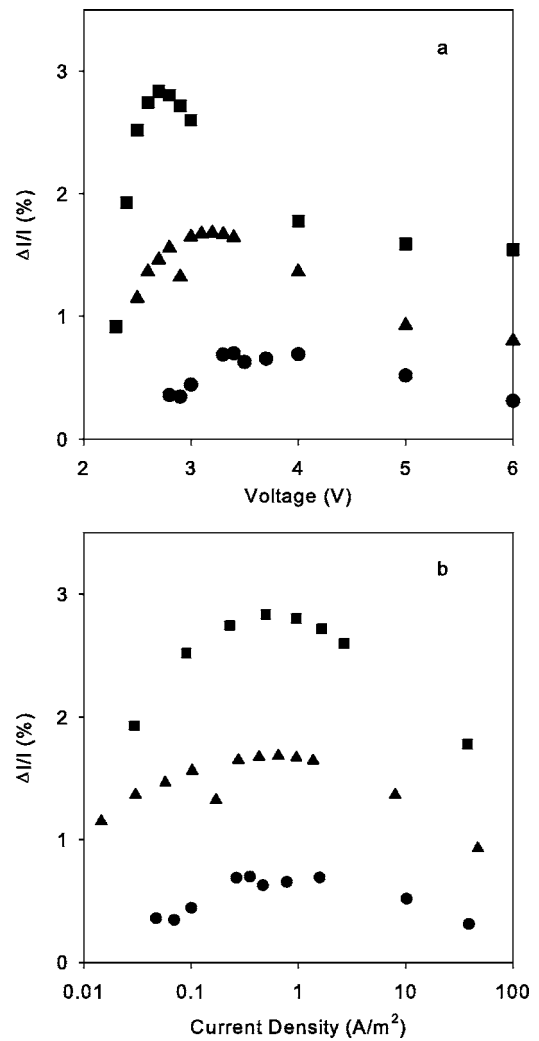 a
3
2
1
0
ΔI/I (%)
2 3 4 5 6
Voltage (V)
b
3
2
1
0
ΔI/I (%)
0.01 0.1 1 10 100
Current Density (A/m²)